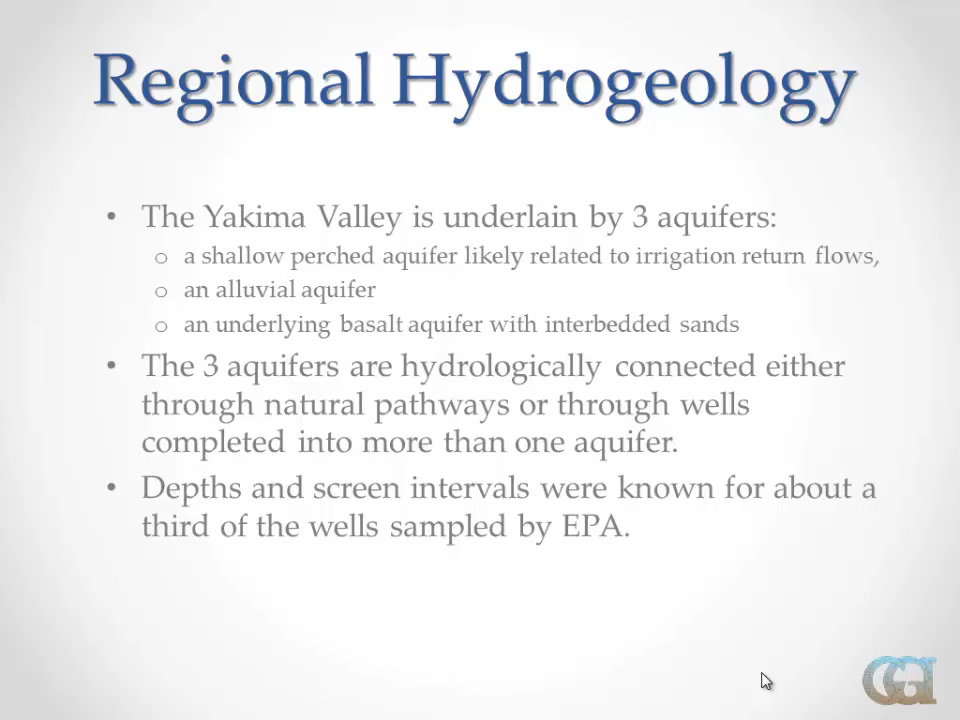 Regional Hydrogeology
• The Yakima Valley is underlain by 3 aquifers:
o a shallow perched aquifer likely related to irrigation return flows,
o an alluvial aquifer
o an underlying basalt aquifer with interbedded sands
• The 3 aquifers are hydrologically connected either
through natural pathways or through wells
completed into more than one aquifer.
• Depths and screen intervals were known for about a
third of the wells sampled by EPA.